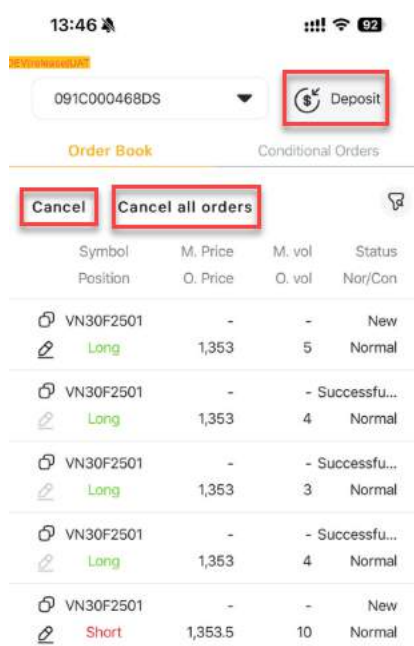 13:46
92
DEV|releasedUAT
091C000468DS
Deposit
Order Book Conditional Orders
Cancel Cancel all orders
Symbol M. Price M. vol Status
Position O. Price O. vol Nor/Con
VN30F2501 - - New
Long 1,353 5 Normal
VN30F2501 - - Successfu...
Long 1,353 4 Normal
VN30F2501 - - Successfu...
Long 1,353 3 Normal
VN30F2501 - - Successfu...
Long 1,353 4 Normal
VN30F2501 - - New
Short 1,353.5 10 Normal